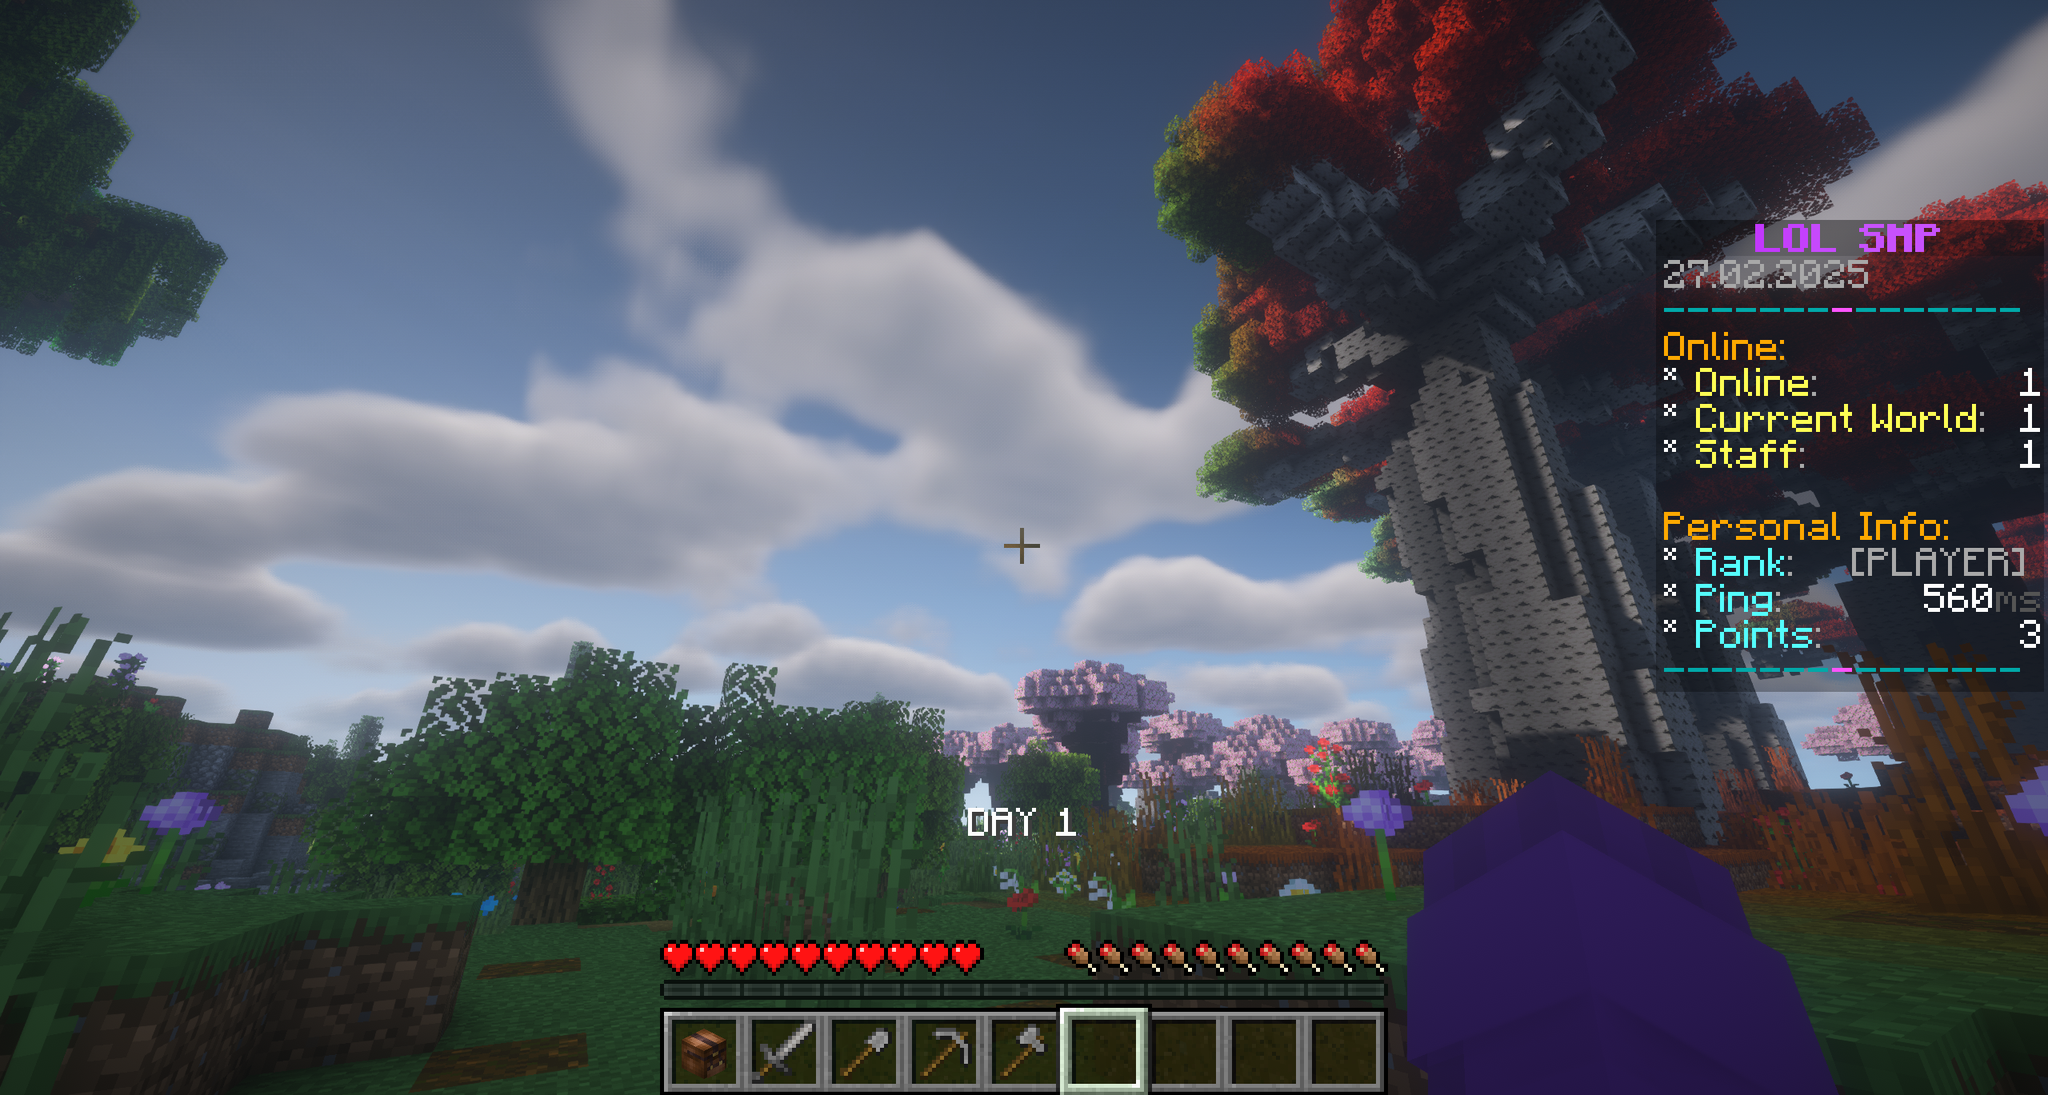 LOL SMP
27.02.2025
Online:
* Online: 1
* Current World: 1
* Staff: 1
Personal Info:
* Rank: [PLAYER]
* Ping: 560ms
* Points: 3
DAY 1